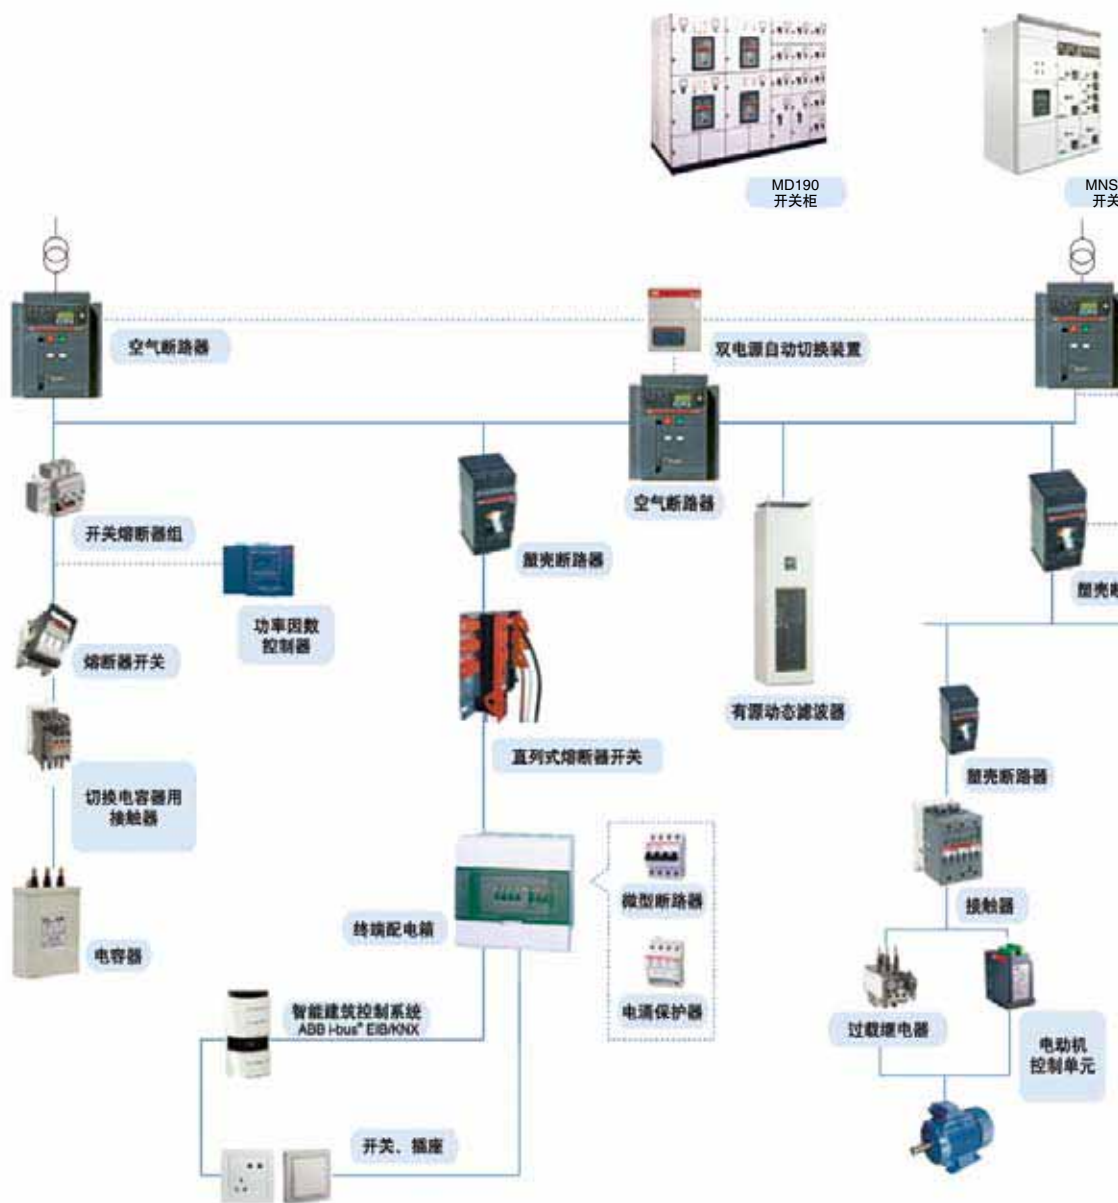 MD190
开关柜
MNS
开关
空气断路器
双电源自动切换装置
空气断路器
开关熔断器组
塑壳断路器
塑壳断
功率因数
控制器
熔断器开关
有源动态滤波器
直列式熔断器开关
塑壳断路器
切换电容器用
接触器
微型断路器
接触器
终端配电箱
电容器
电涌保护器
智能建筑控制系统
ABB i-bus® EIB/KNX
过载继电器
电动机
控制单元
开关、插座